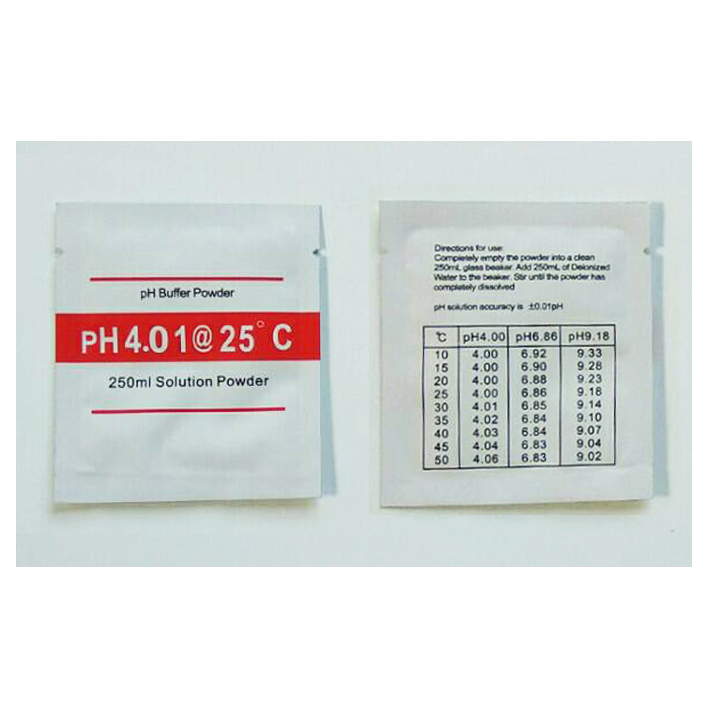 pH Buffer Powder
PH 4.01@ 25°C
250ml Solution Powder
Directions for use:
Completely empty the powder into a clean
250mL glass beaker. Add 250mL of Deionized
Water to the beaker. Stir until the powder has
completely dissolved
pH solution accuracy is :±0.01pH
℃ pH4.00 pH6.86 pH9.18
10 4.00 6.92 9.33
15 4.00 6.90 9.28
20 4.00 6.88 9.23
25 4.00 6.86 9.18
30 4.01 6.85 9.14
35 4.02 6.84 9.10
40 4.03 6.84 9.07
45 4.04 6.83 9.04
50 4.06 6.83 9.02